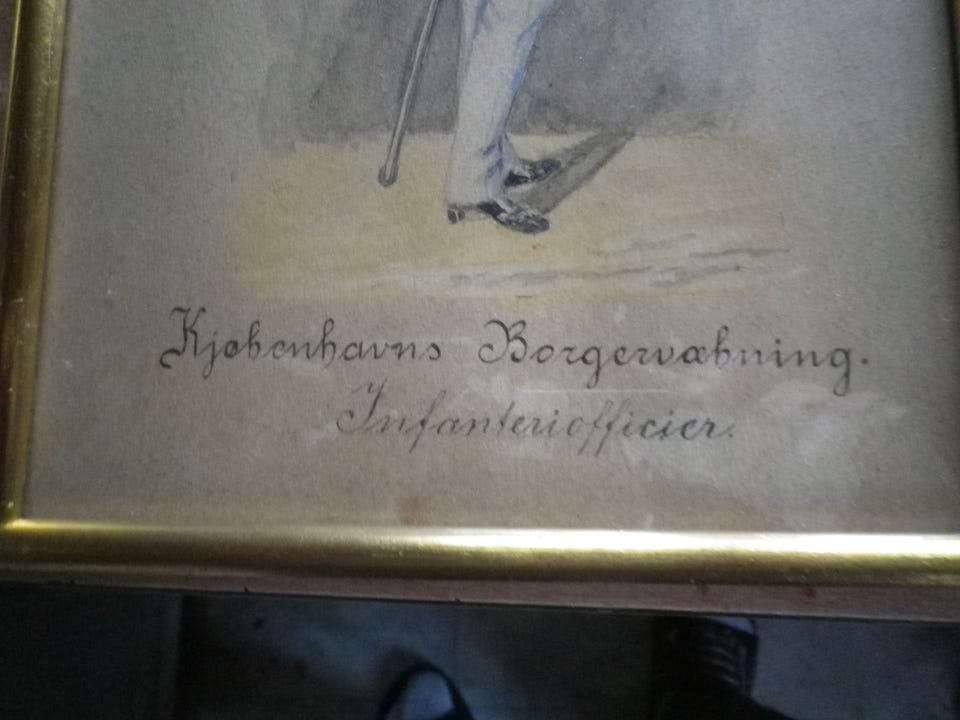 Kjøbenhavns Borgervæbning.
Infanteriofficier.